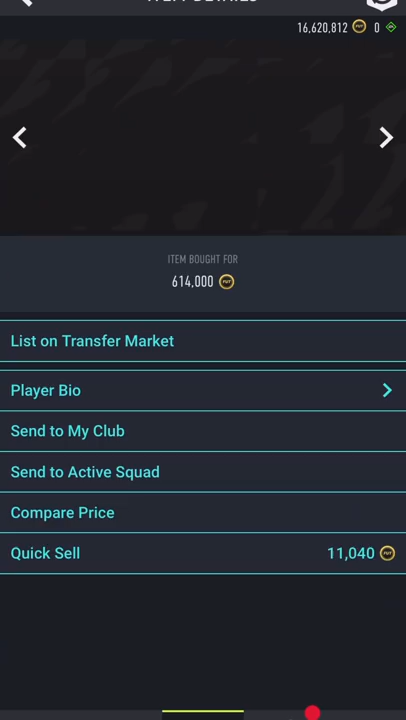 16,620,812 0
ITEM BOUGHT FOR
614,000
List on Transfer Market
Player Bio
Send to My Club
Send to Active Squad
Compare Price
Quick Sell 11,040